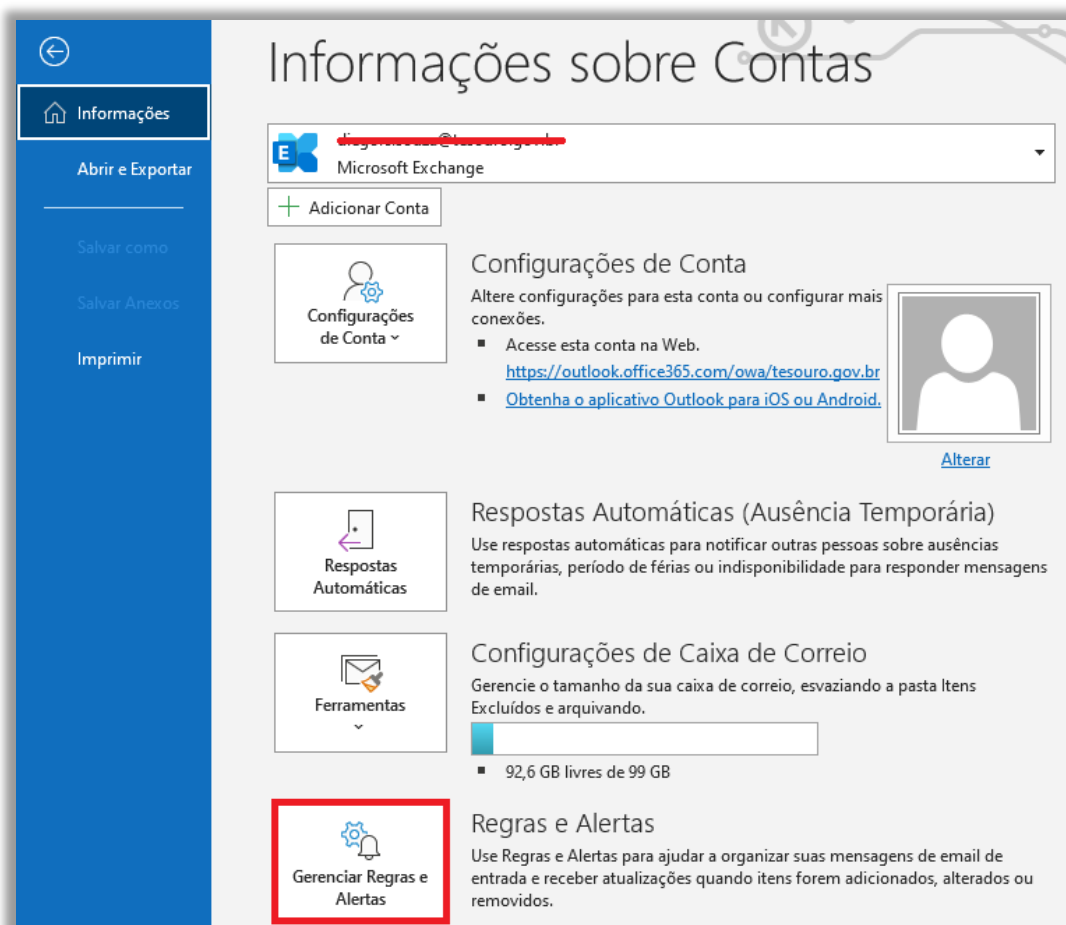 Informações sobre Contas
Informações
Abrir e Exportar
Salvar como
Salvar Anexos
Imprimir
Microsoft Exchange
Adicionar Conta
Configurações
de Conta
Configurações de Conta
Altere configurações para esta conta ou configurar mais
conexões.
Acesse esta conta na Web.
https://outlook.office365.com/owa/tesouro.gov.br
Obtenha o aplicativo Outlook para iOS ou Android.
Alterar
Respostas
Automáticas
Respostas Automáticas (Ausência Temporária)
Use respostas automáticas para notificar outras pessoas sobre ausências
temporárias, período de férias ou indisponibilidade para responder mensagens
de email.
Ferramentas
Configurações de Caixa de Correio
Gerencie o tamanho da sua caixa de correio, esvaziando a pasta Itens
Excluídos e arquivando.
92,6 GB livres de 99 GB
Gerenciar Regras e
Alertas
Regras e Alertas
Use Regras e Alertas para ajudar a organizar suas mensagens de email de
entrada e receber atualizações quando itens forem adicionados, alterados ou
removidos.